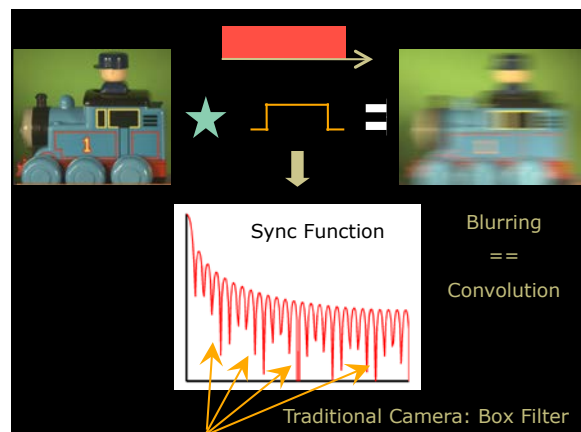 1
Sync Function
Blurring
==
Convolution
Traditional Camera: Box Filter